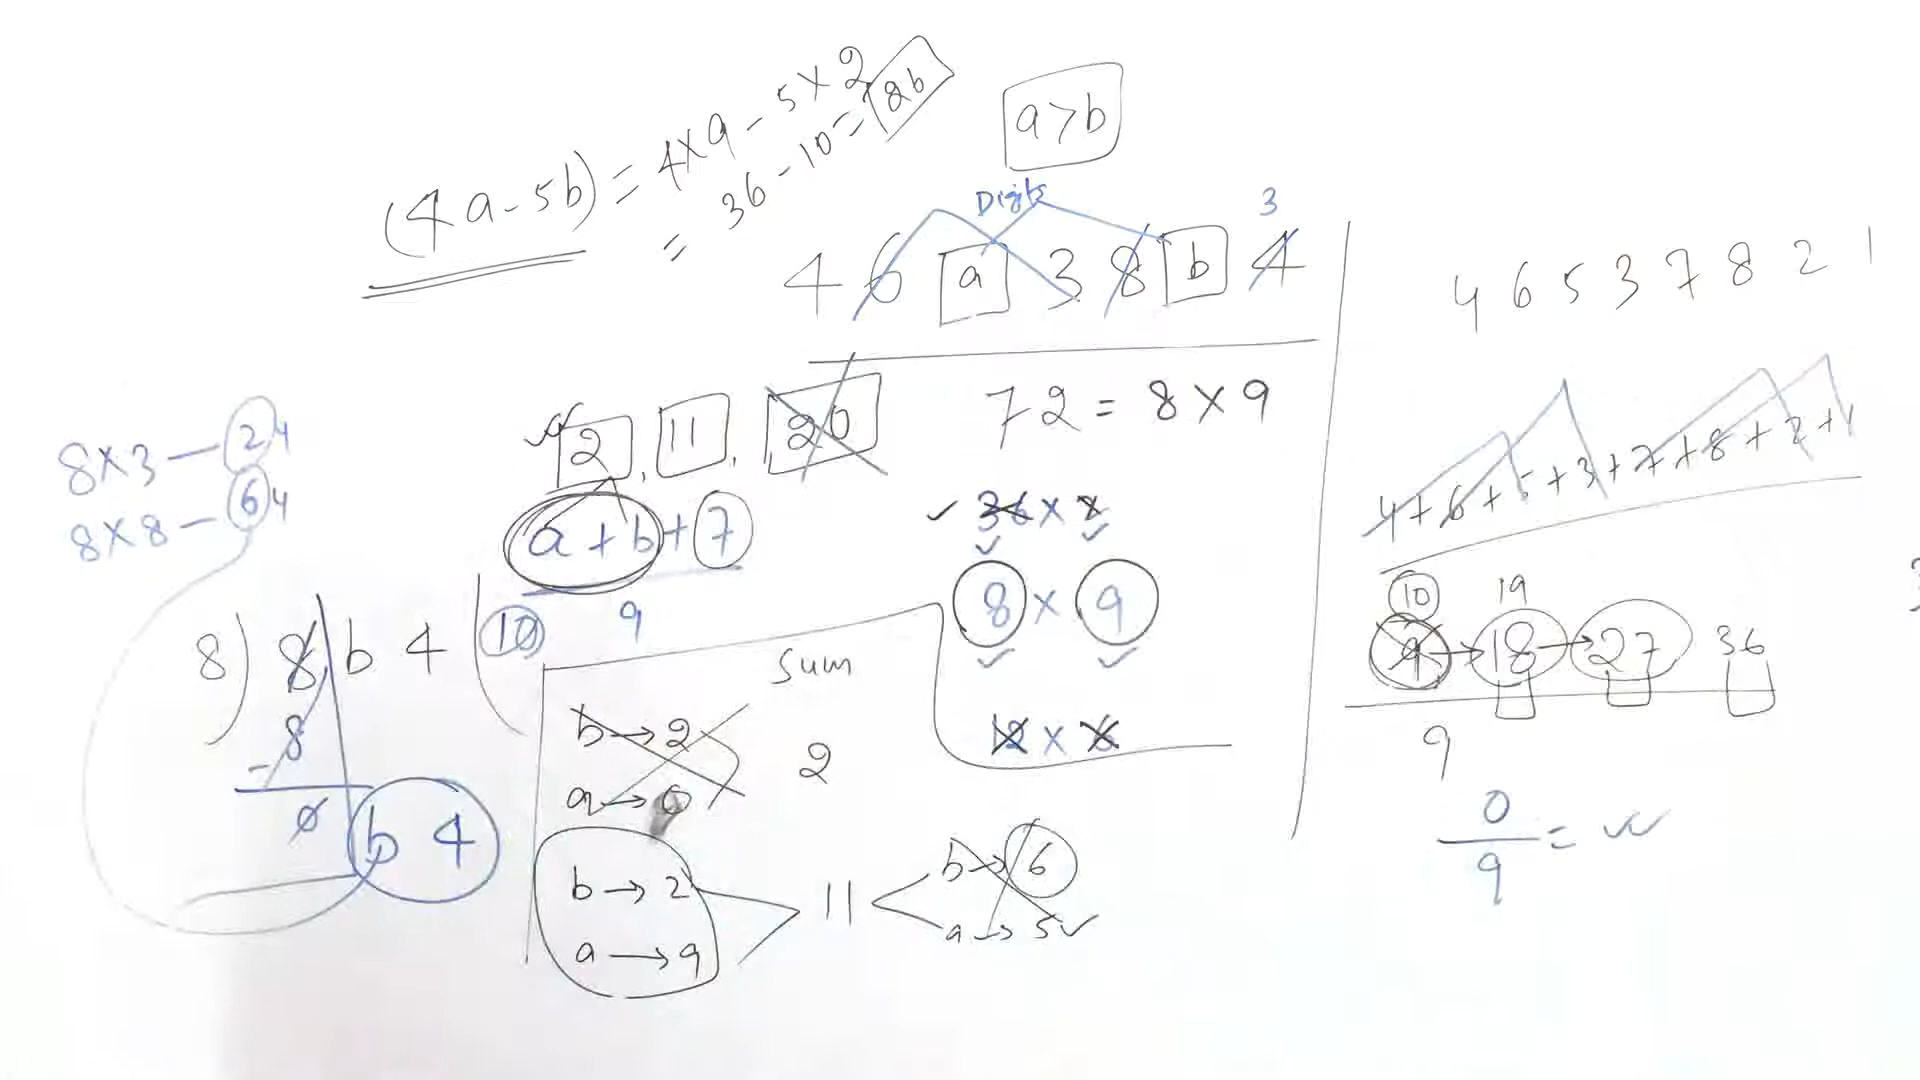 (4a-5b) = 4×9-5×2
= 36-10=26
a>b
Digits
3
4 6 a 3 8 b 4
4 6 5 3 7 8 2 1
72 = 8×9
2, 11, 20
8×3 — 24
8×8 — 64
a+b+7
9
36 × 2
8 × 9
12 × 6
4+6+5+3+7+8+2+1
10 19
9→18→27 36
9
0
9 =
8) 8 b 4
10
- 8
0 b 4
Sum
b→2
a→0
2
b→2
a→9
11
b→6
a→5